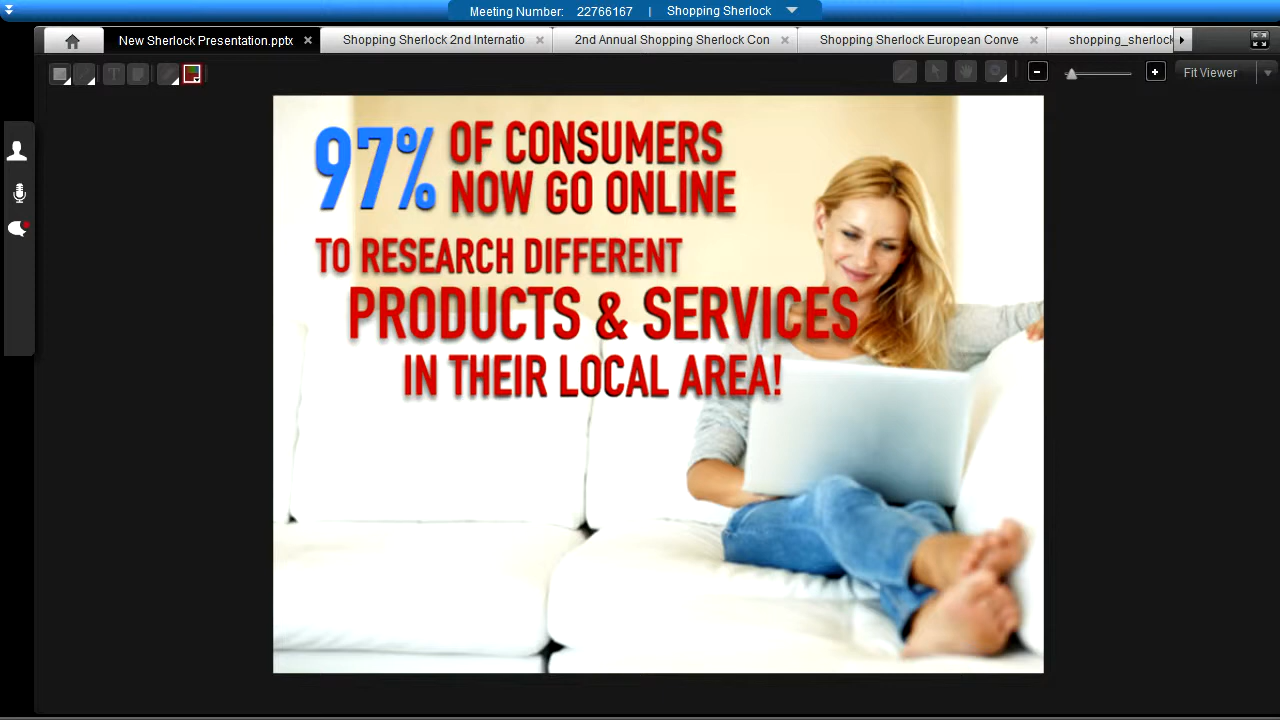 Meeting Number: 22766167 | Shopping Sherlock
New Sherlock Presentation.pptx
Shopping Sherlock 2nd Internatio
2nd Annual Shopping Sherlock Con
Shopping Sherlock European Conve
shopping_sherlock
Fit Viewer
97% OF CONSUMERS
NOW GO ONLINE
TO RESEARCH DIFFERENT
PRODUCTS & SERVICES
IN THEIR LOCAL AREA!